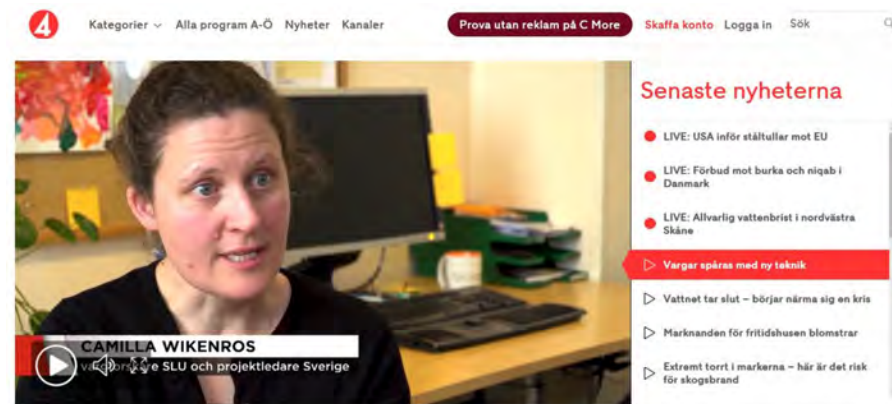 4
Kategorier
Alla program A-Ö
Nyheter
Kanaler
Prova utan reklam på C More
Skaffa konto
Logga in
Sök
Senaste nyheterna
LIVE: USA inför ståltullar mot EU
LIVE: Förbud mot burka och niqab i
Danmark
LIVE: Allvarlig vattenbrist i nordvästra
Skåne
Vargar spåras med ny teknik
Vattnet tar slut – börjar närma sig en kris
Marknanden för fritidshusen blomstrar
Extremt torrt i markerna – här är det risk
för skogsbrand
CAMILLA WIKENROS
SLU och projektledare Sverige